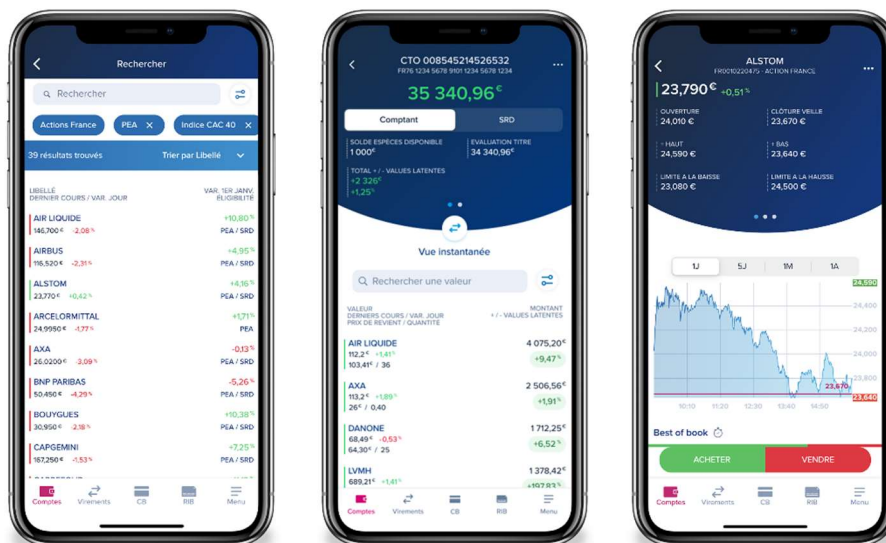 Rechercher
Rechercher
Actions France
PEA X
Indice CAC 40 X
39 résultats trouvés
Trier par Libellé
LIBELLÉ
DERNIER COURS / VAR. JOUR
VAR. 1ER JANV.
ÉLIGIBILITÉ
AIR LIQUIDE +10,80 %
146,700 € -2,08 % PEA / SRD
AIRBUS +4,95 %
116,520 € -2,31 % PEA / SRD
ALSTOM +4,16 %
23,770 € +0,42 % PEA / SRD
ARCELORMITTAL +1,71 %
24,9950 € -1,77 % PEA
AXA -0,13 %
26,0200 € -3,09 % PEA / SRD
BNP PARIBAS -5,26 %
50,450 € -4,29 % PEA / SRD
BOUYGUES +10,38 %
30,950 € -2,18 % PEA / SRD
CAPGEMINI +7,25 %
167,250 € -1,53 % PEA / SRD
Comptes Virements CB RIB Menu
CTO 008545214526532
FR76 1234 5678 9101 1234 5678 1234
35 340,96 €
Comptant SRD
SOLDE ESPÈCES DISPONIBLE
1 000€
EVALUATION TITRE
34 340,96€
TOTAL + / - VALUES LATENTES
+2 326€
+1,25%
Vue instantanée
Rechercher une valeur
VALEUR
DERNIERS COURS / VAR. JOUR
PRIX DE REVIENT / QUANTITÉ
MONTANT
+ / - VALUES LATENTES
AIR LIQUIDE 4 075,20€
112,2€ +1,41%
103,41€ / 36 +9,47%
AXA 2 506,56€
113,2€ +1,89%
26€ / 0,40 +1,91%
DANONE 1 712,25€
68,49€ -0,53%
64,30€ / 25 +6,52%
LVMH 1 378,42€
689,21€ +1,41%
+197,83%
Comptes Virements CB RIB Menu
ALSTOM
FR0010220475 - ACTION FRANCE
23,790 € +0,51 %
OUVERTURE
24,010 €
CLÔTURE VEILLE
23,670 €
+ HAUT
24,590 €
+ BAS
23,640 €
LIMITE A LA BAISSE
23,080 €
LIMITE A LA HAUSSE
24,500 €
1J 5J 1M 1A
24,400
24,200
24,000
23,800
23,670
23,640
10:10 11:20 12:30 13:40 14:50
Best of book
ACHETER VENDRE
Comptes Virements CB RIB Menu